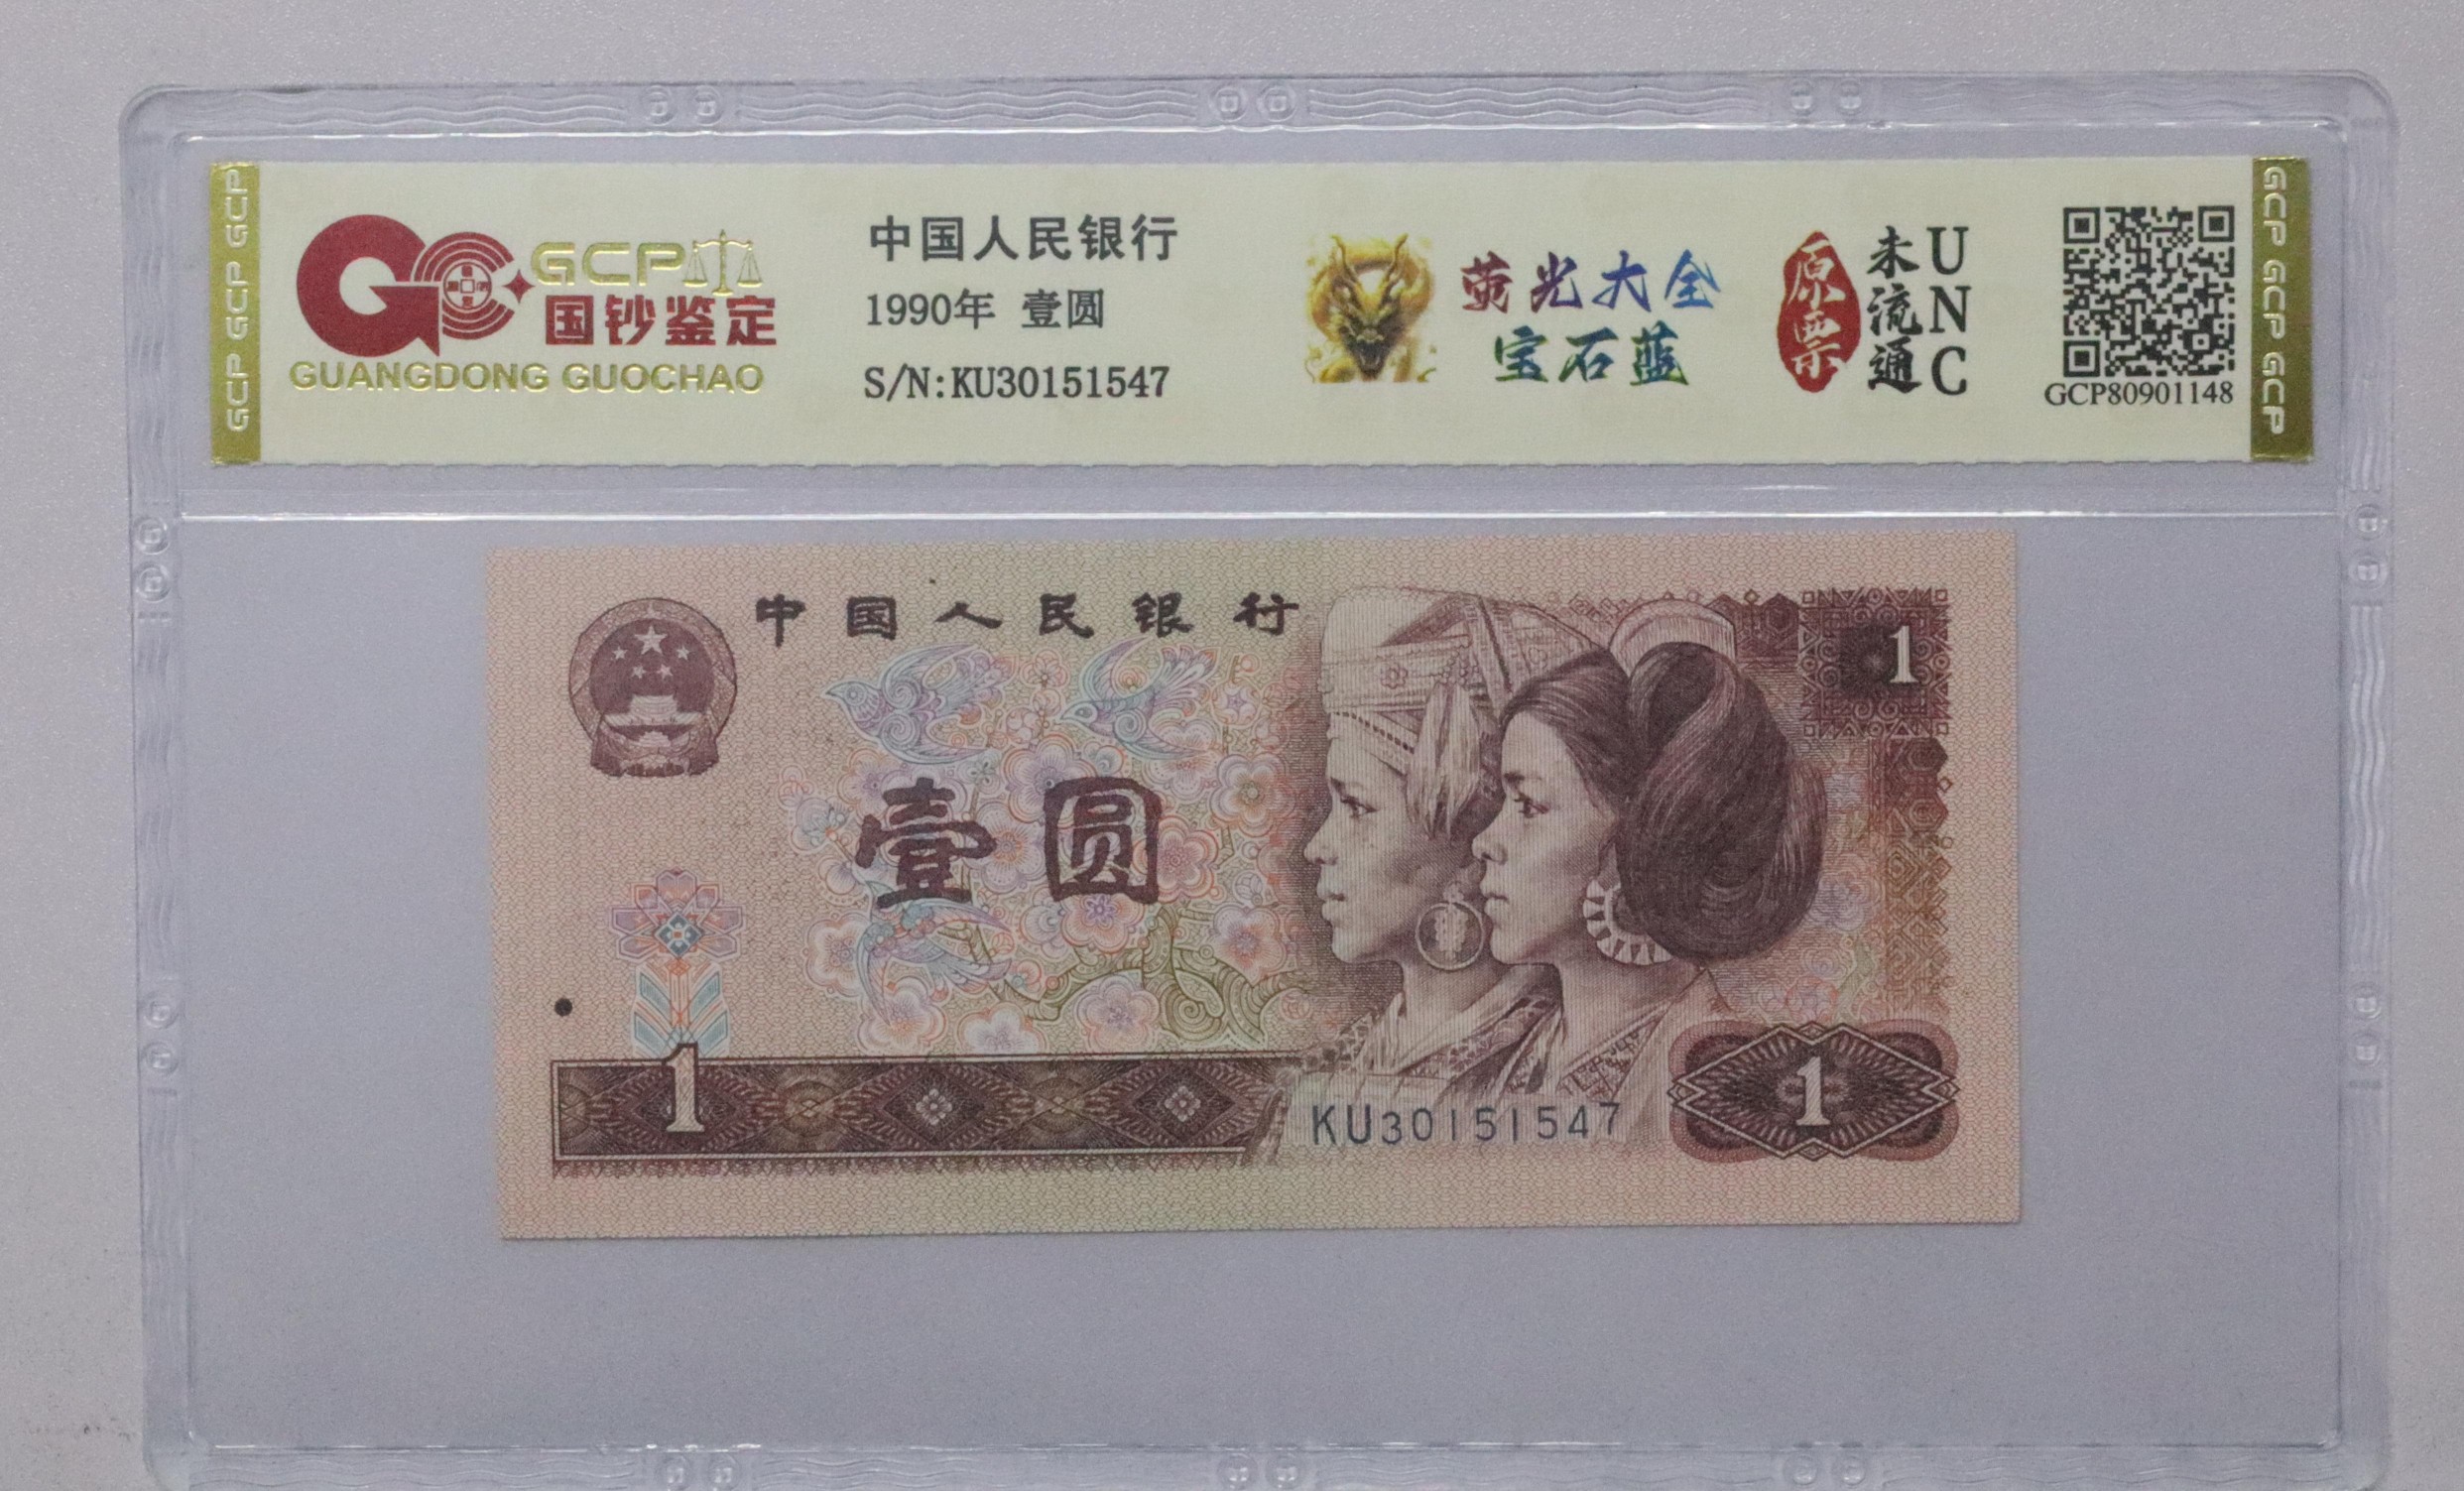 GCP GCP GCP
GCP
国钞鉴定
GUANGDONG GUOCHAO
中国人民银行
1990年 壹圆
S/N:KU30151547
荧光大全
宝石蓝
原票
未流通
UNC
GCP80901148
GCP GCP GCP
中国人民银行
1
壹圆
1
KU30151547
1